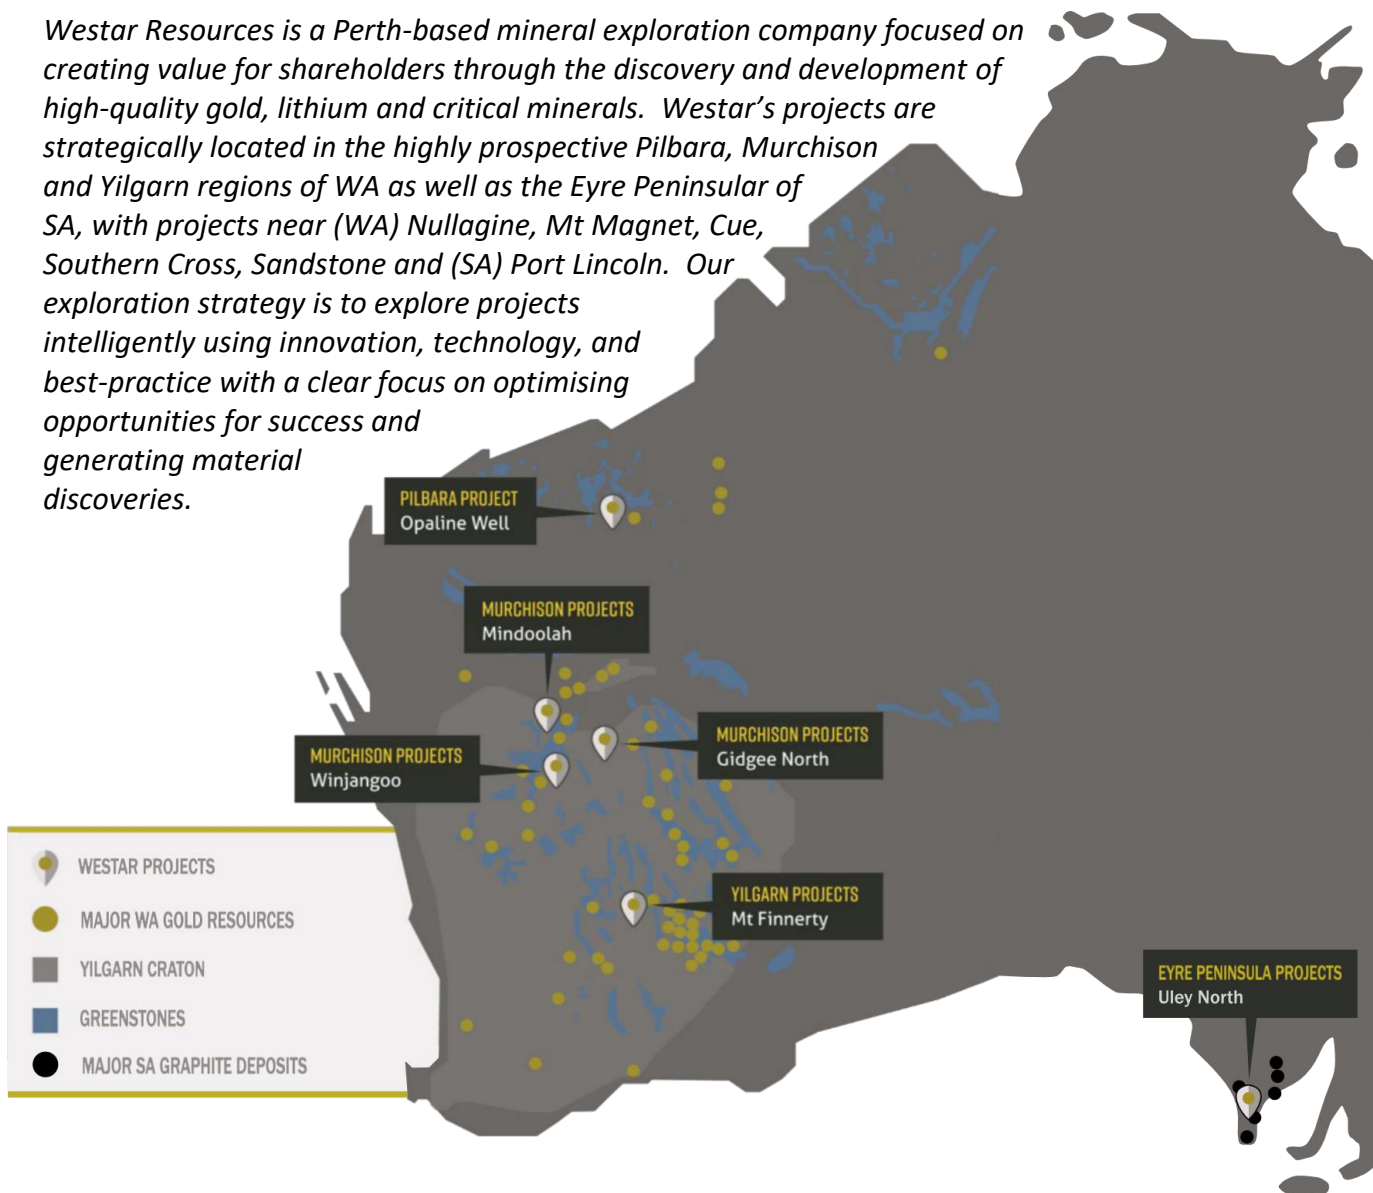 Westar Resources is a Perth-based mineral exploration company focused on
creating value for shareholders through the discovery and development of
high-quality gold, lithium and critical minerals.  Westar’s projects are
strategically located in the highly prospective Pilbara, Murchison
and Yilgarn regions of WA as well as the Eyre Peninsular of
SA, with projects near (WA) Nullagine, Mt Magnet, Cue,
Southern Cross, Sandstone and (SA) Port Lincoln.  Our
exploration strategy is to explore projects
intelligently using innovation, technology, and
best-practice with a clear focus on optimising
opportunities for success and
generating material
discoveries.
PILBARA PROJECT
Opaline Well
MURCHISON PROJECTS
Mindoolah
MURCHISON PROJECTS
Gidgee North
MURCHISON PROJECTS
Winjangoo
YILGARN PROJECTS
Mt Finnerty
EYRE PENINSULA PROJECTS
Uley North
WESTAR PROJECTS
MAJOR WA GOLD RESOURCES
YILGARN CRATON
GREENSTONES
MAJOR SA GRAPHITE DEPOSITS